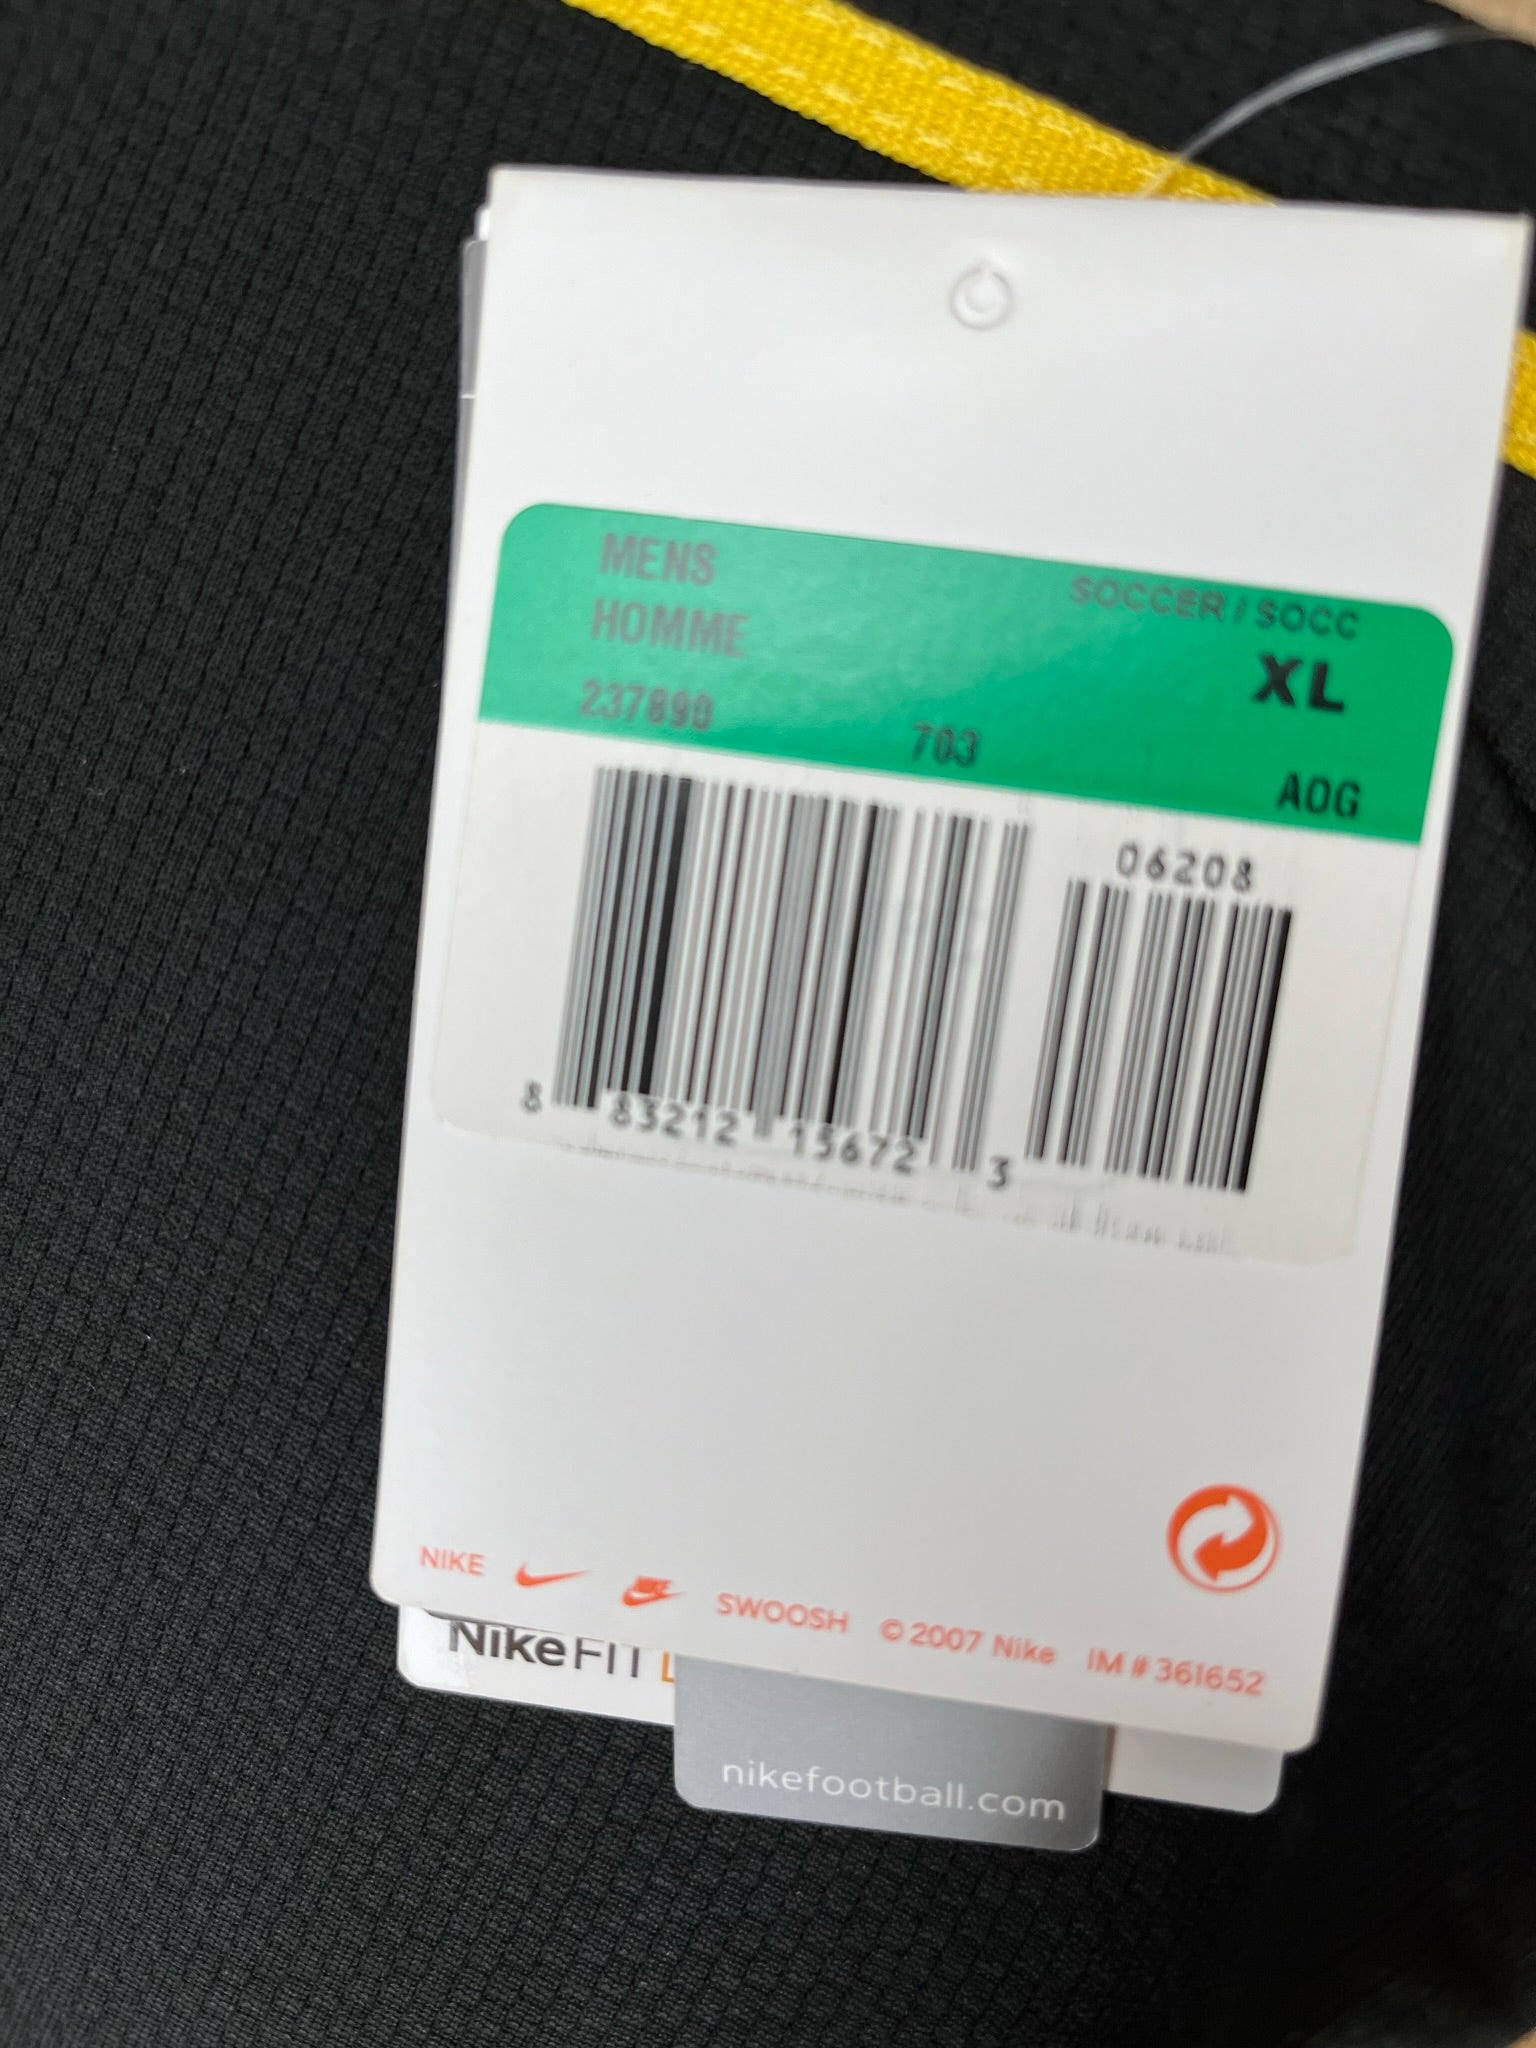 MENS
HOMME
SOCCER / SOCC
XL
237890
703
AOG
06208
8 83212 15672 3
NIKE NIKE SWOOSH © 2007 Nike IM # 361652
NikeFIT
nikefootball.com